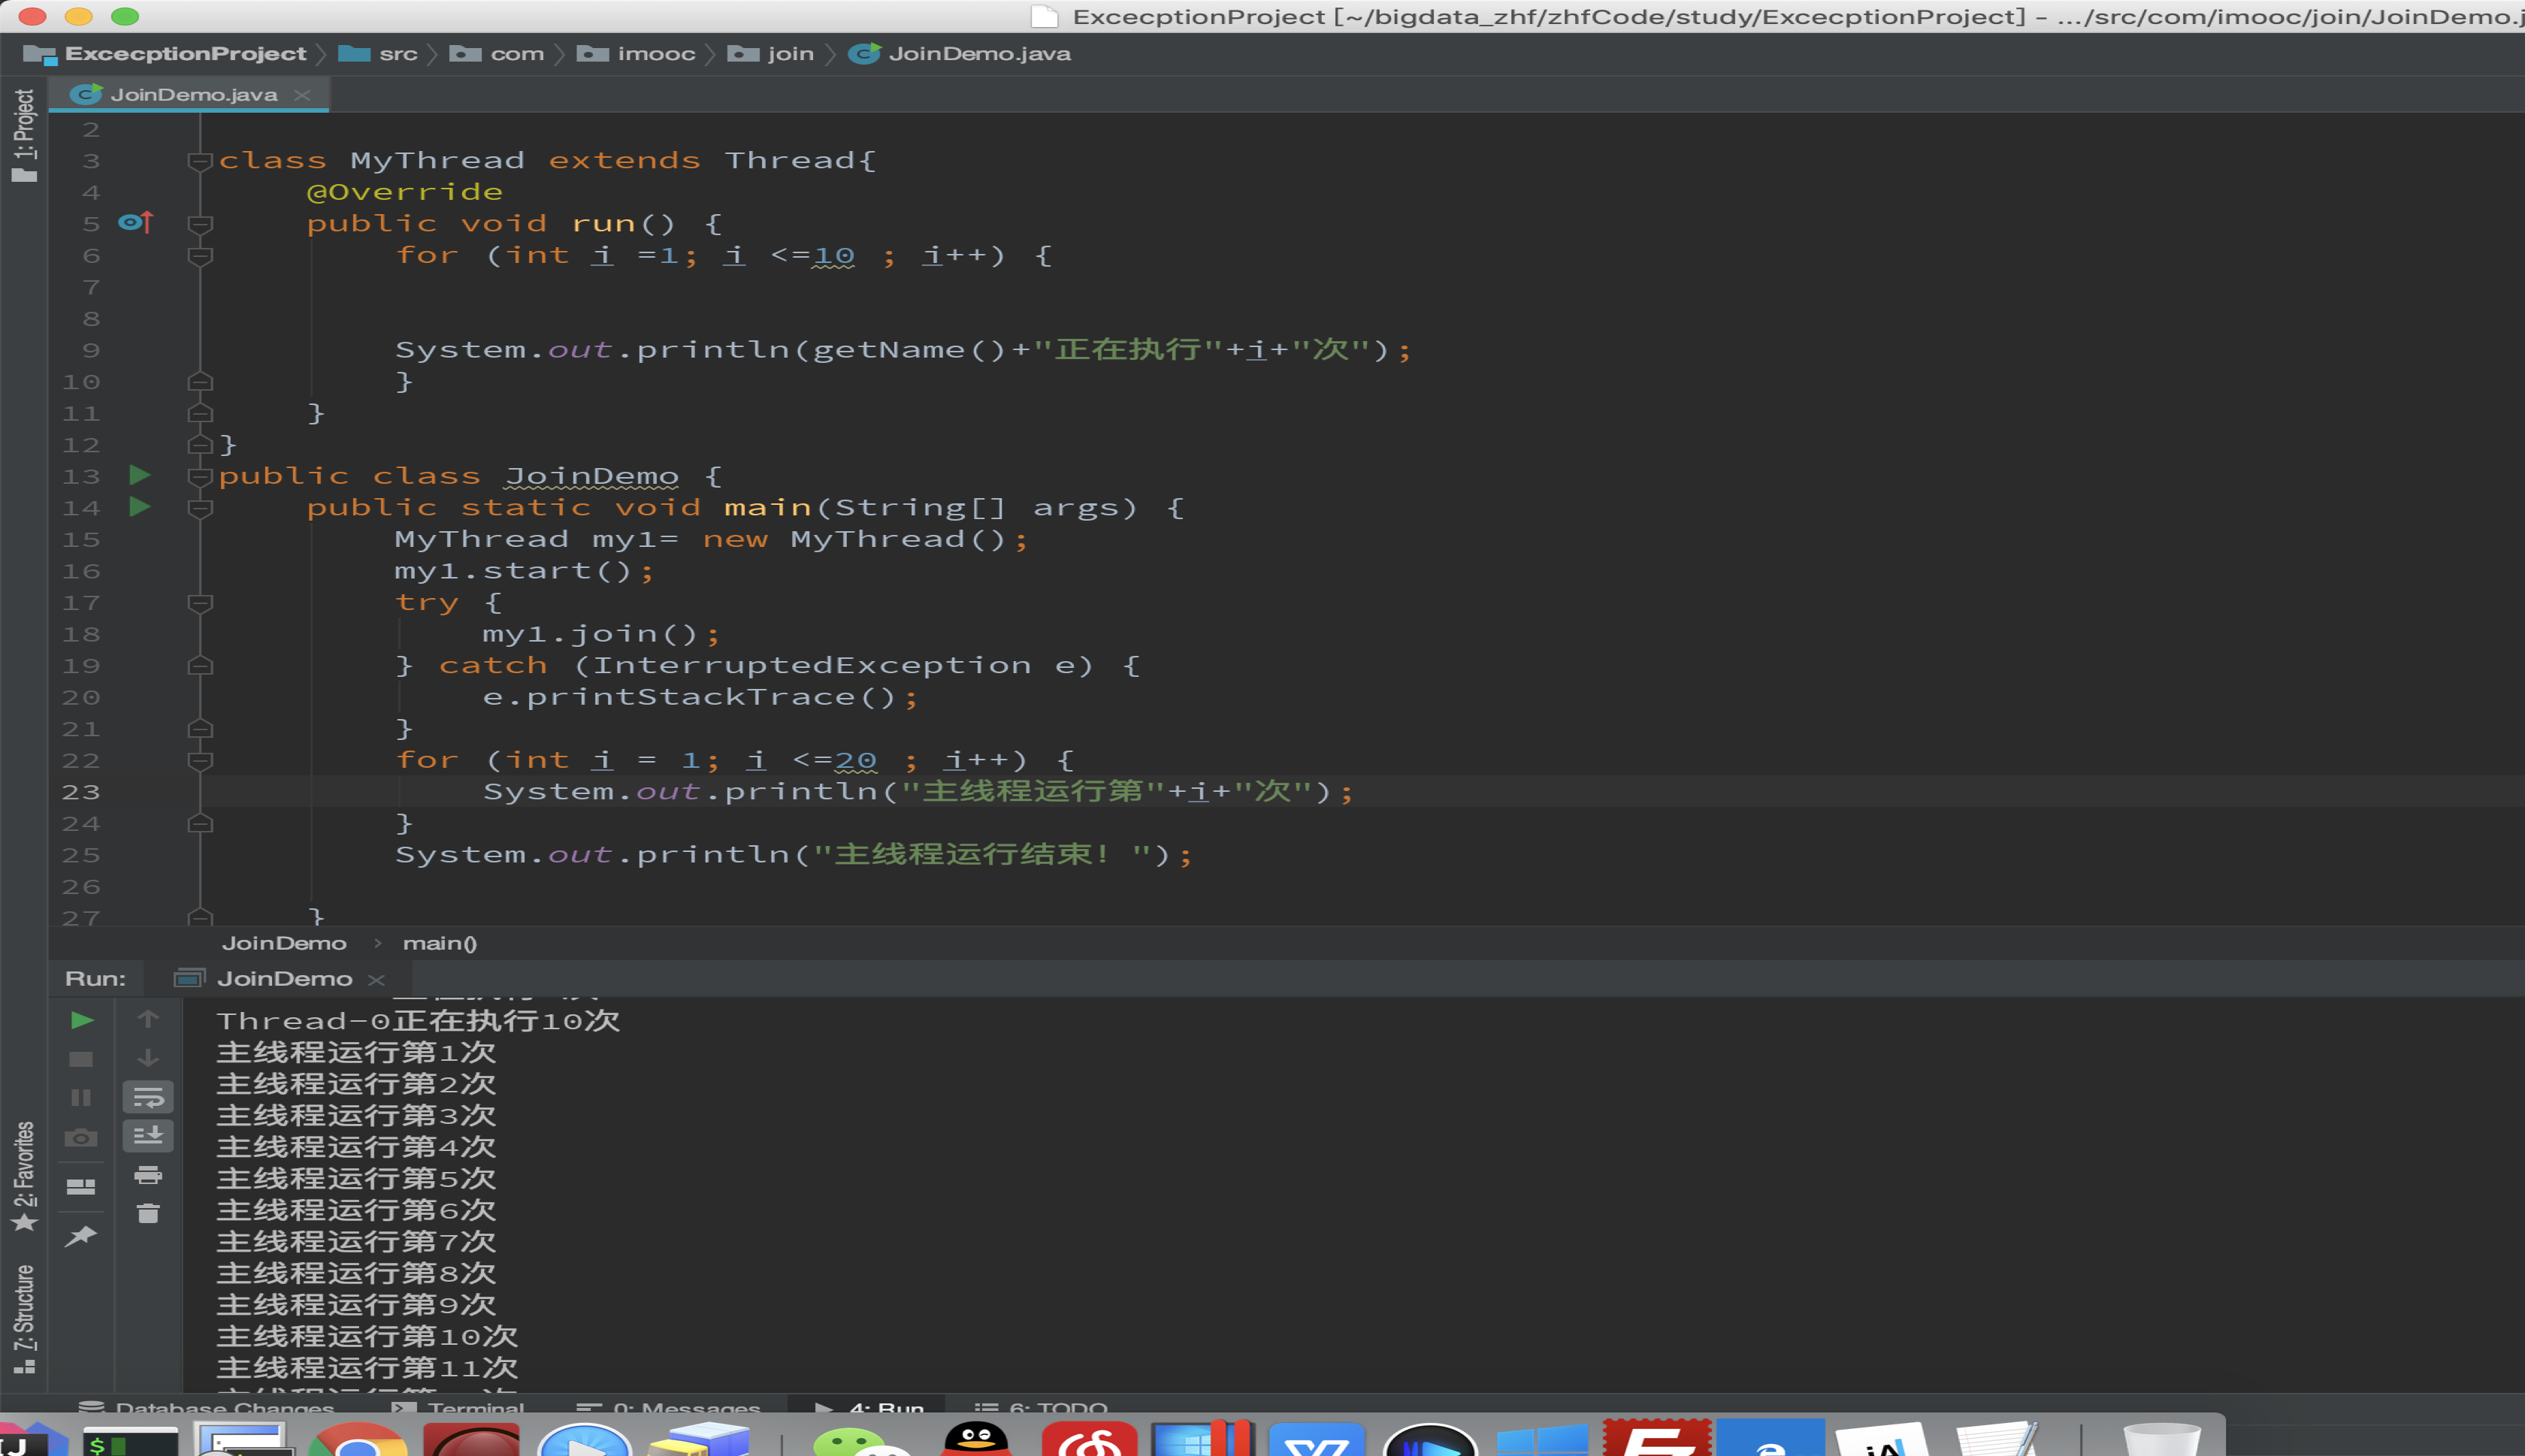 ExcecptionProject [~/bigdata_zhf/zhfCode/study/ExcecptionProject] - .../src/com/imooc/join/JoinDemo.j
ExcecptionProject src com imooc join JoinDemo.java
1: Project
JoinDemo.java
2
3 class MyThread extends Thread{
4 @Override
5 public void run() {
6 for (int i =1; i <=10 ; i++) {
7
8
9 System.out.println(getName()+"正在执行"+i+"次");
10 }
11 }
12 }
13 public class JoinDemo {
14 public static void main(String[] args) {
15 MyThread my1= new MyThread();
16 my1.start();
17 try {
18 my1.join();
19 } catch (InterruptedException e) {
20 e.printStackTrace();
21 }
22 for (int i = 1; i <=20 ; i++) {
23 System.out.println("主线程运行第"+i+"次");
24 }
25 System.out.println("主线程运行结束！");
26
27 }
JoinDemo > main()
Run: JoinDemo
Thread-0正在执行10次
主线程运行第1次
主线程运行第2次
主线程运行第3次
主线程运行第4次
主线程运行第5次
主线程运行第6次
主线程运行第7次
主线程运行第8次
主线程运行第9次
主线程运行第10次
主线程运行第11次
2: Favorites
7: Structure
Database Changes Terminal 0: Messages 4: Run 6: TODO